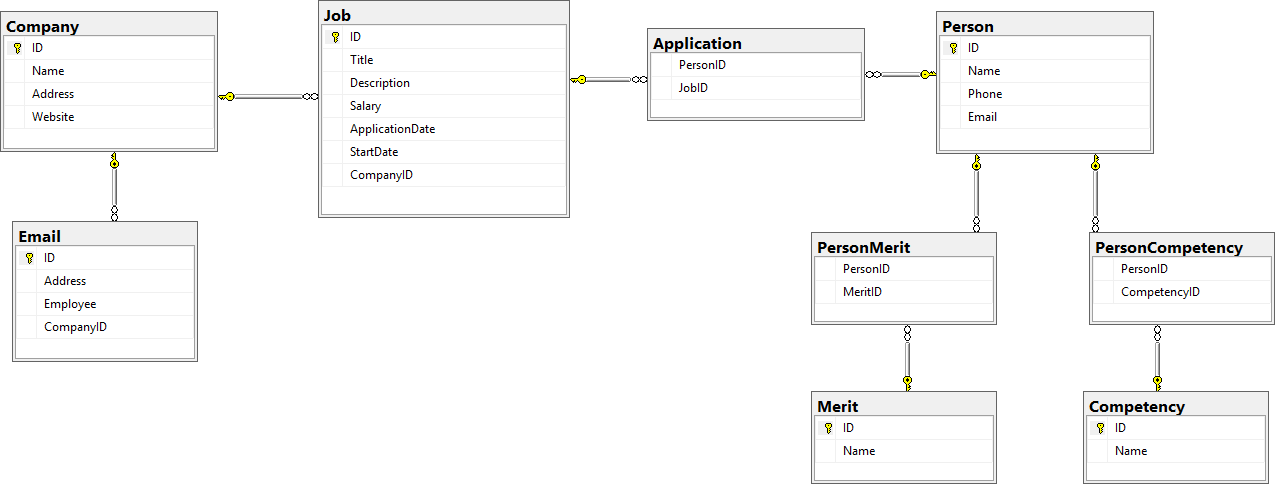 Company
ID
Name
Address
Website
Job
ID
Title
Description
Salary
ApplicationDate
StartDate
CompanyID
Application
PersonID
JobID
Person
ID
Name
Phone
Email
Email
ID
Address
Employee
CompanyID
PersonMerit
PersonID
MeritID
PersonCompetency
PersonID
CompetencyID
Merit
ID
Name
Competency
ID
Name